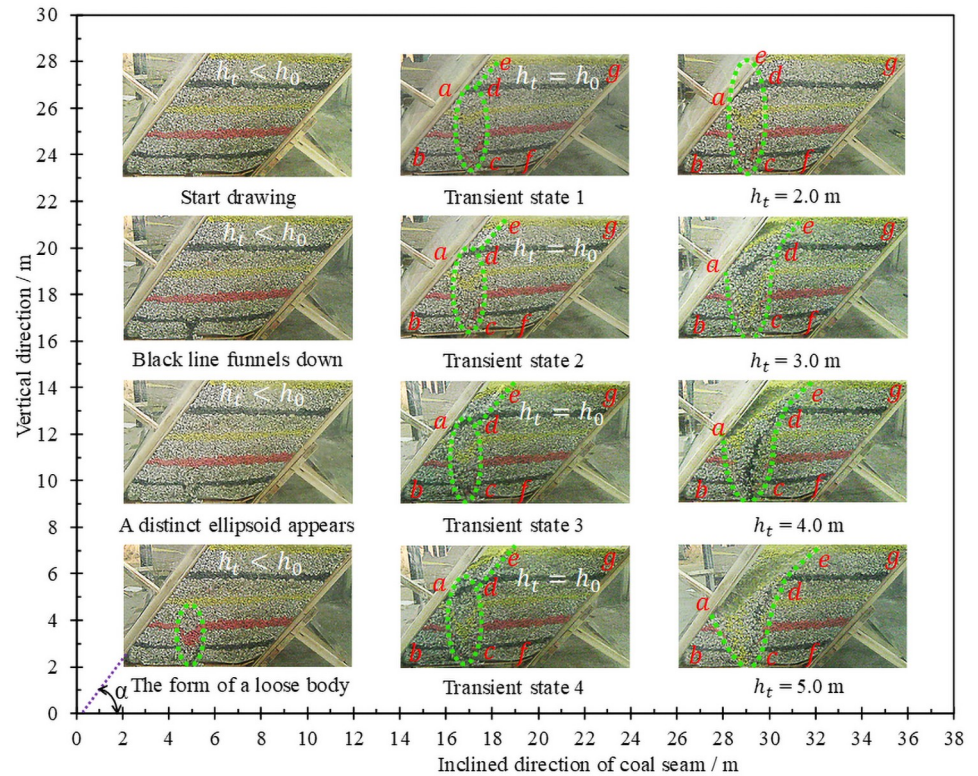 30
28
26
24
22
20
18
16
14
12
10
8
6
4
2
0
Vertical direction / m
h_t < h_0
Start drawing
a
b
c
d
e
f
g
h_t = h_0
Transient state 1
a
b
c
d
e
f
g
h_t = 2.0 m
h_t < h_0
Black line funnels down
a
b
c
d
e
f
g
h_t = h_0
Transient state 2
a
b
c
d
e
f
g
h_t = 3.0 m
h_t < h_0
A distinct ellipsoid appears
a
b
c
d
e
f
g
h_t = h_0
Transient state 3
a
b
c
d
e
f
g
h_t = 4.0 m
h_t < h_0
The form of a loose body
a
b
c
d
e
f
g
h_t = h_0
Transient state 4
a
b
c
d
e
f
g
h_t = 5.0 m
α
0 2 4 6 8 10 12 14 16 18 20 22 24 26 28 30 32 34 36 38
Inclined direction of coal seam / m